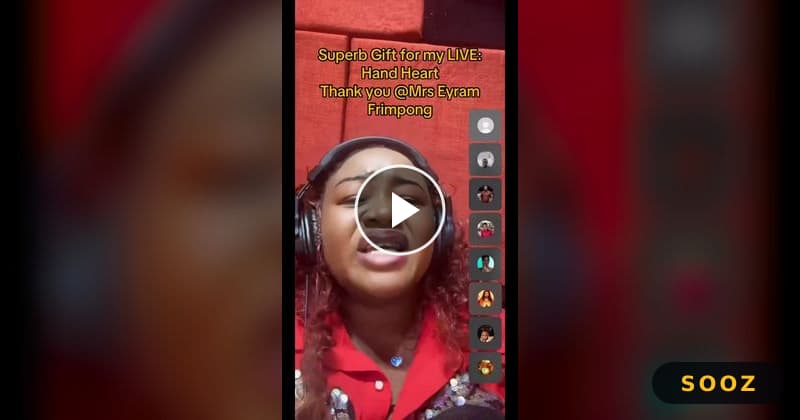 Superb Gift for my LIVE:
Hand Heart
Thank you @Mrs Eyram
Frimpong
SOOZ